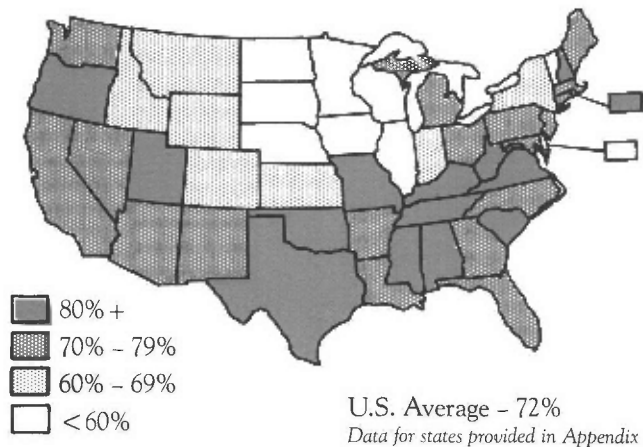 80% +
70% – 79%
60% – 69%
< 60%
U.S. Average – 72%
Data for states provided in Appendix